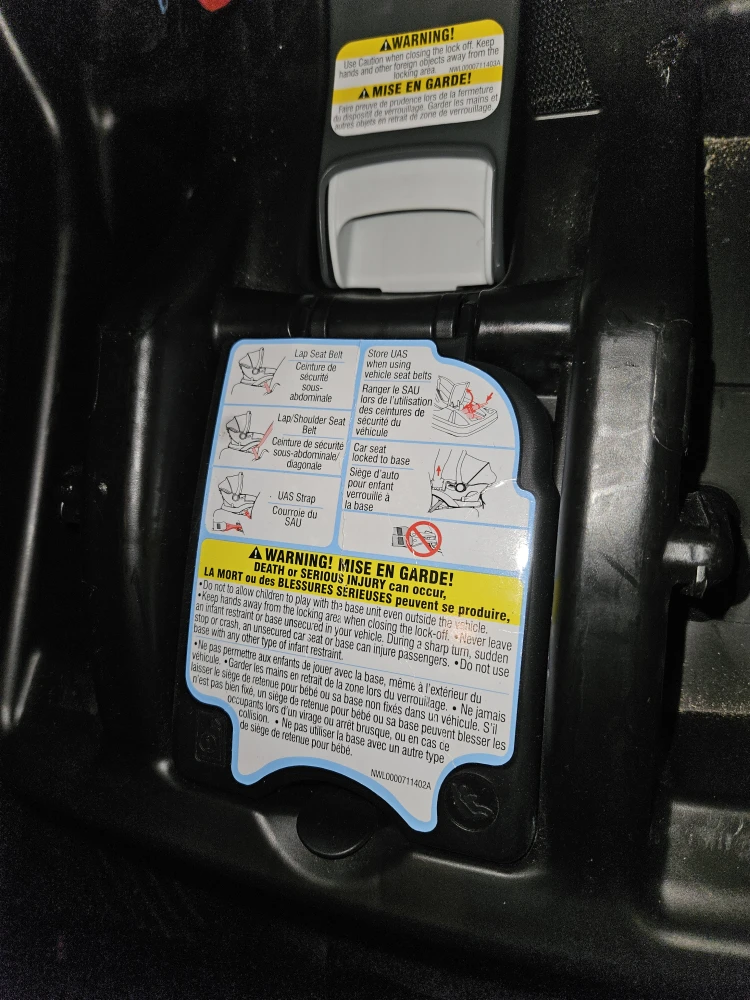 WARNING!
Use Caution when closing the lock off. Keep
hands and other foreign objects away from the
locking area. NWL0000711403A
MISE EN GARDE!
Faire preuve de prudence lors de la fermeture
du dispositif de verrouillage. Garder les mains et
autres objets en retrait de zone de verrouillage.
Lap Seat Belt
Ceinture de
sécurité
sous-
abdominale
Lap/Shoulder Seat
Belt
Ceinture de sécurité
sous-abdominale/
diagonale
UAS Strap
Courroie du
SAU
Store UAS
when using
vehicle seat belts
Ranger le SAU
lors de l'utilisation
des ceintures de
sécurité du
véhicule
Car seat
locked to base
Siège d'auto
pour enfant
verrouillé à
la base
WARNING! MISE EN GARDE!
DEATH or SERIOUS INJURY can occur,
LA MORT ou des BLESSURES SÉRIEUSES peuvent se produire,
•Do not to allow children to play with the base unit even outside the vehicle.
•Keep hands away from the locking area when closing the lock-off. •Never leave
an infant restraint or base unsecured in your vehicle. During a sharp turn, sudden
stop or crash, an unsecured car seat or base can injure passengers. •Do not use
base with any other type of infant restraint.
•Ne pas permettre aux enfants de jouer avec la base, même à l'extérieur du
véhicule. •Garder les mains en retrait de la zone lors du verrouillage. • Ne jamais
laisser le siège de retenue pour bébé ou sa base non fixés dans un véhicule. S'il
n'est pas bien fixé, un siège de retenue pour bébé ou sa base peuvent blesser les
occupants lors d'un virage ou arrêt brusque, ou en cas de
collision. • Ne pas utiliser la base avec un autre type
de siège de retenue pour bébé.
NWL0000711402A